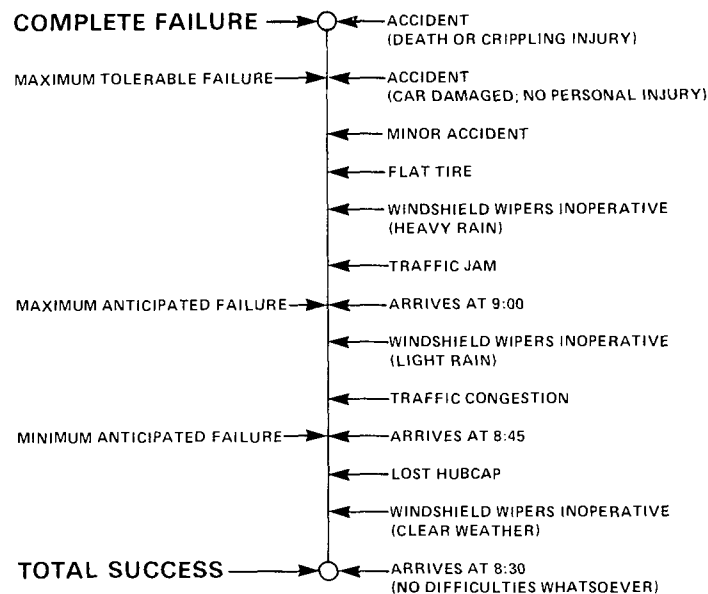 COMPLETE FAILURE
ACCIDENT
(DEATH OR CRIPPLING INJURY)
MAXIMUM TOLERABLE FAILURE
ACCIDENT
(CAR DAMAGED; NO PERSONAL INJURY)
MINOR ACCIDENT
FLAT TIRE
WINDSHIELD WIPERS INOPERATIVE
(HEAVY RAIN)
TRAFFIC JAM
MAXIMUM ANTICIPATED FAILURE
ARRIVES AT 9:00
WINDSHIELD WIPERS INOPERATIVE
(LIGHT RAIN)
TRAFFIC CONGESTION
MINIMUM ANTICIPATED FAILURE
ARRIVES AT 8:45
LOST HUBCAP
WINDSHIELD WIPERS INOPERATIVE
(CLEAR WEATHER)
TOTAL SUCCESS
ARRIVES AT 8:30
(NO DIFFICULTIES WHATSOEVER)